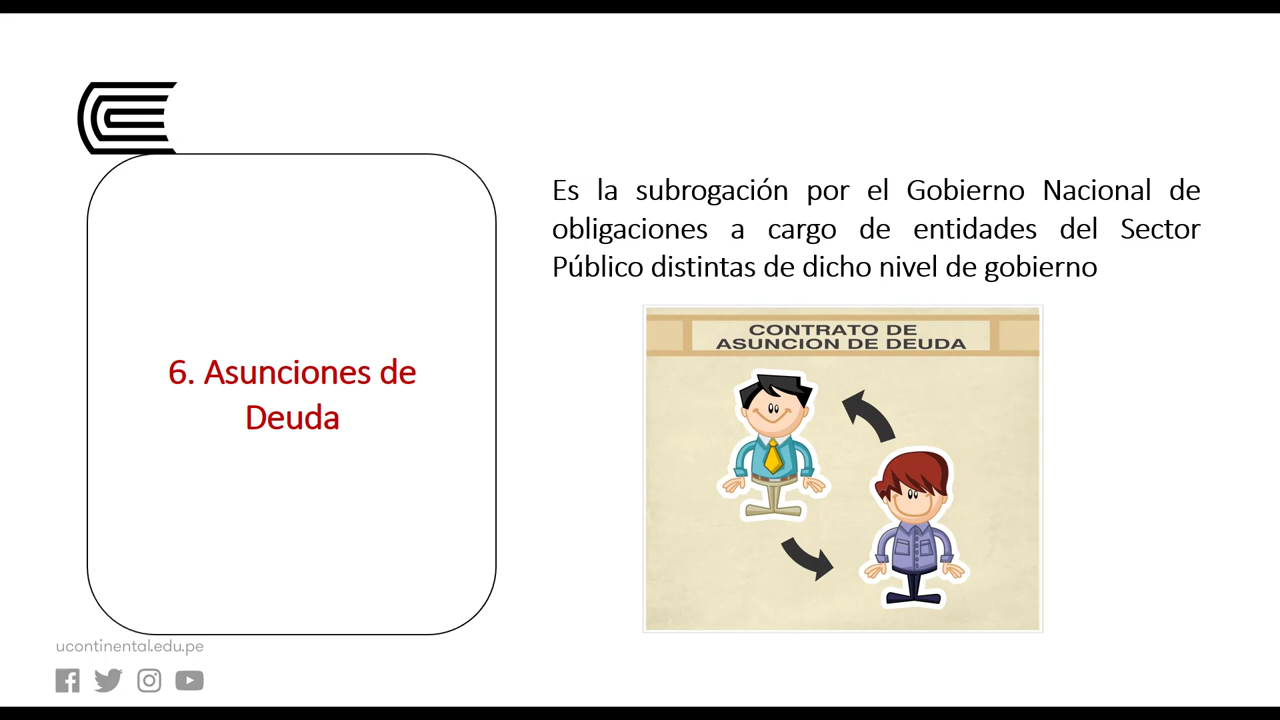 6. Asunciones de
Deuda
Es la subrogación por el Gobierno Nacional de
obligaciones a cargo de entidades del Sector
Público distintas de dicho nivel de gobierno
CONTRATO DE
ASUNCION DE DEUDA
ucontinental.edu.pe